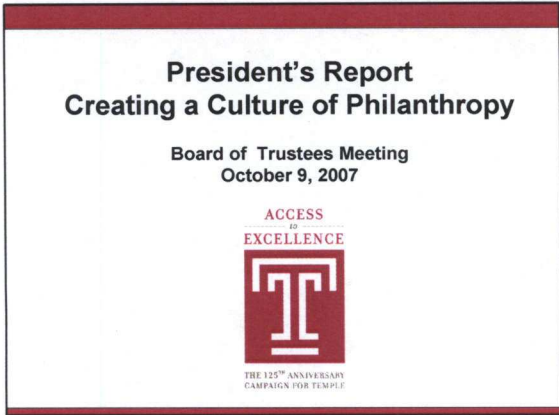 President's Report
Creating a Culture of Philanthropy
Board of Trustees Meeting
October 9, 2007
ACCESS
to
EXCELLENCE
T
THE 125TH ANNIVERSARY
CAMPAIGN FOR TEMPLE